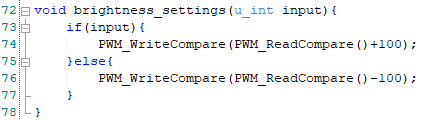 72 void brightness_settings(u_int input){
73     if(input){
74         PWM_WriteCompare(PWM_ReadCompare()+100);
75     }else{
76         PWM_WriteCompare(PWM_ReadCompare()-100);
77     }
78 }